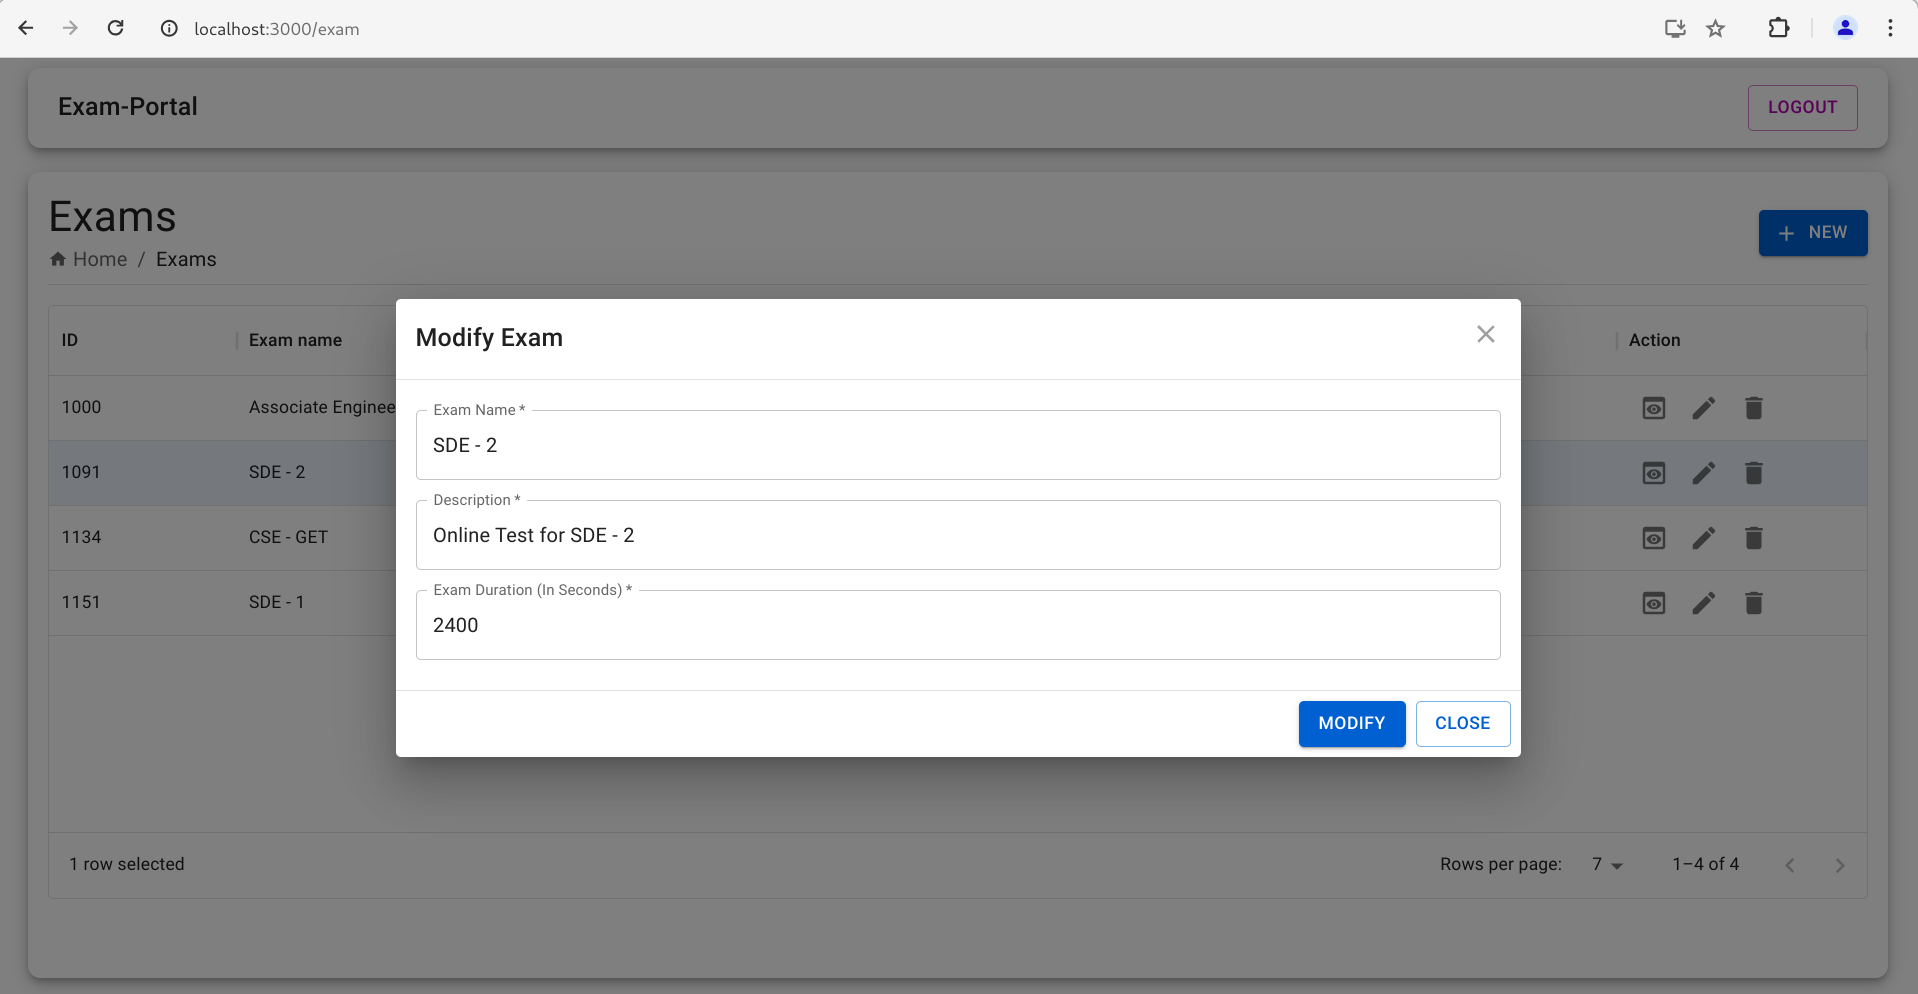 localhost:3000/exam
Exam-Portal
LOGOUT
Exams
Home / Exams
+ NEW
ID Exam name Action
1000 Associate Enginee
1091 SDE - 2
1134 CSE - GET
1151 SDE - 1
Modify Exam
Exam Name *
SDE - 2
Description *
Online Test for SDE - 2
Exam Duration (In Seconds) *
2400
MODIFY CLOSE
1 row selected Rows per page: 7 1–4 of 4